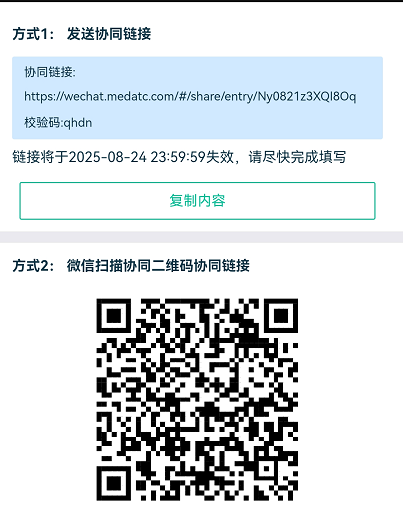 方式1： 发送协同链接
协同链接:
https://wechat.medatc.com/#/share/entry/Ny0821z3XQI8Oq
校验码:qhdn
链接将于2025-08-24 23:59:59失效，请尽快完成填写
复制内容
方式2： 微信扫描协同二维码协同链接